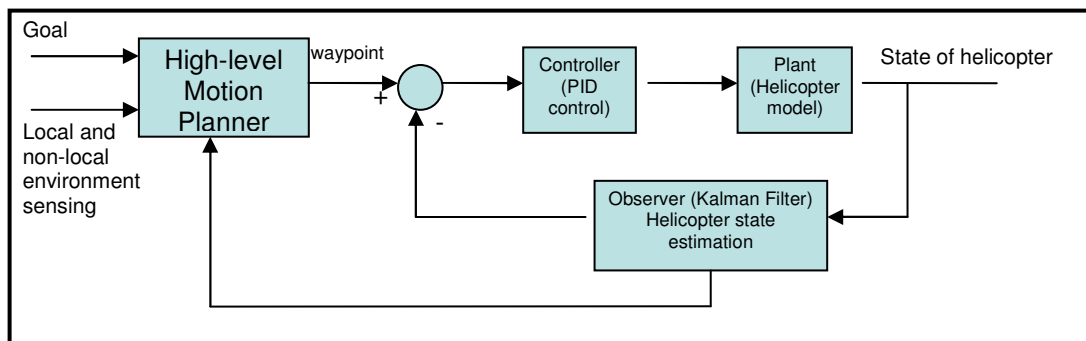 Goal
Local and
non-local
environment
sensing
High-level
Motion
Planner
waypoint
+
-
Controller
(PID
control)
Plant
(Helicopter
model)
State of helicopter
Observer (Kalman Filter)
Helicopter state
estimation